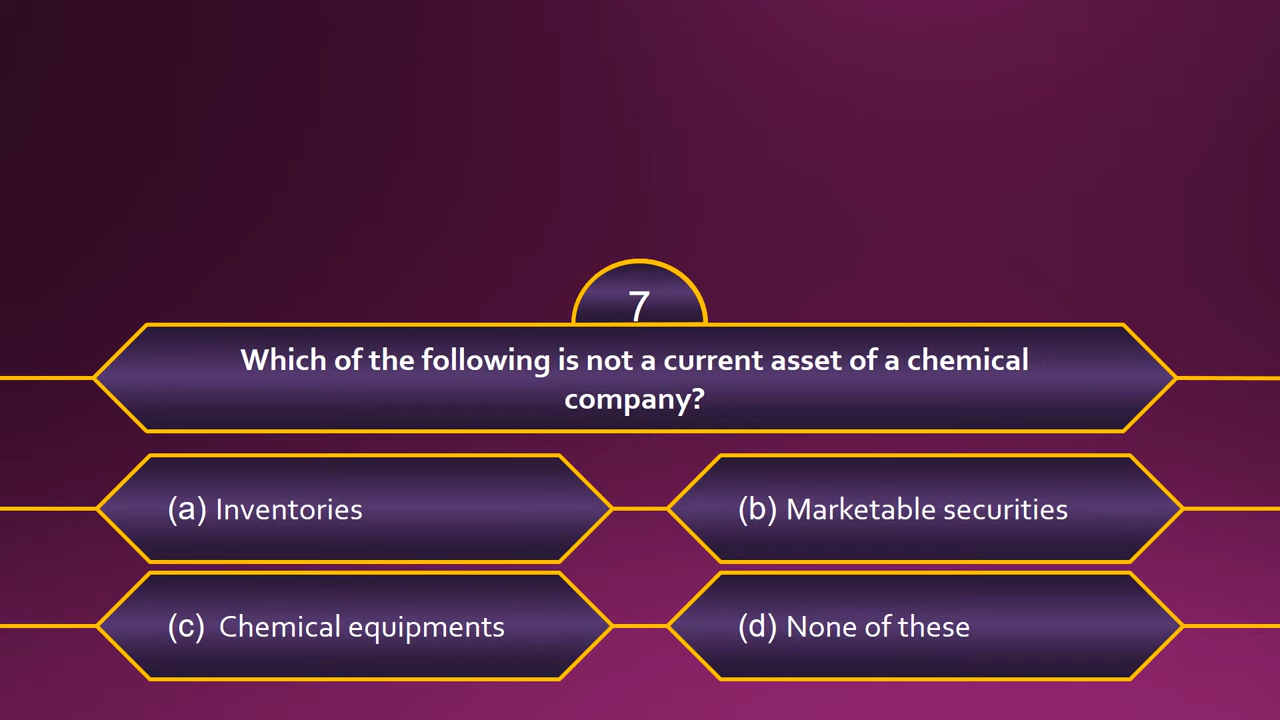 7
Which of the following is not a current asset of a chemical
company?
(a) Inventories
(b) Marketable securities
(c) Chemical equipments
(d) None of these